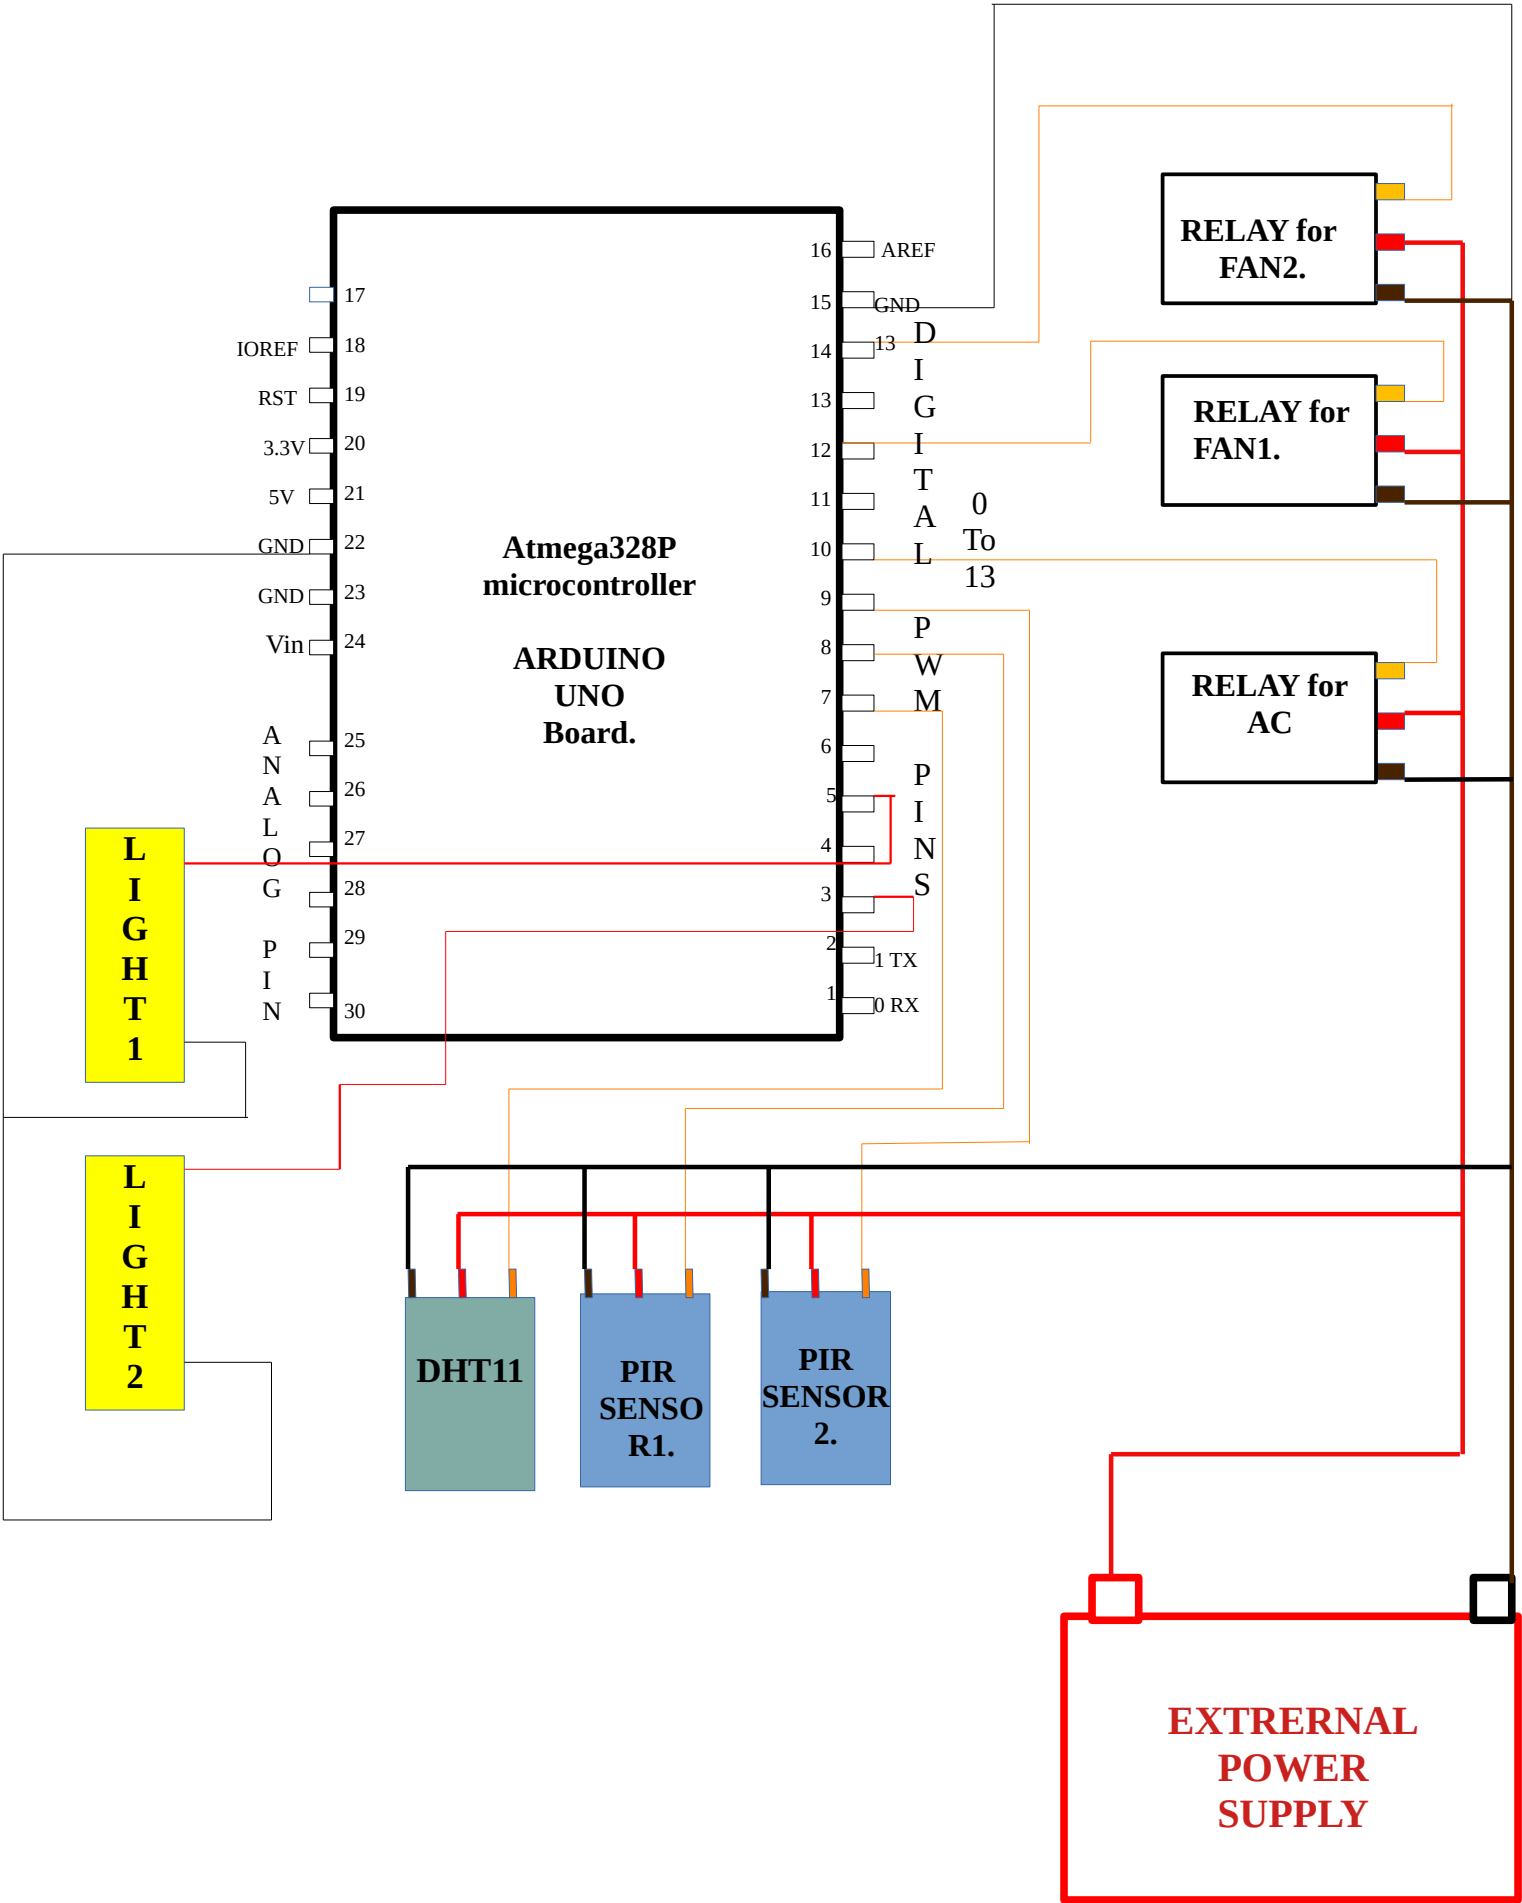 RELAY for
FAN2.
RELAY for
FAN1.
RELAY for
AC
16
AREF
15
GND
14
13
13
12
11
10
9
8
7
6
5
4
3
2
1 TX
1
0 RX
D
I
G
I
T
A
L
P
W
M
P
I
N
S
0
To
13
17
IOREF
18
RST
19
3.3V
20
5V
21
GND
22
GND
23
Vin
24
25
26
27
28
29
30
A
N
A
L
O
G
P
I
N
Atmega328P
microcontroller
ARDUINO
UNO
Board.
L
I
G
H
T
1
L
I
G
H
T
2
DHT11
PIR
SENSO
R1.
PIR
SENSOR
2.
EXTRERNAL
POWER
SUPPLY